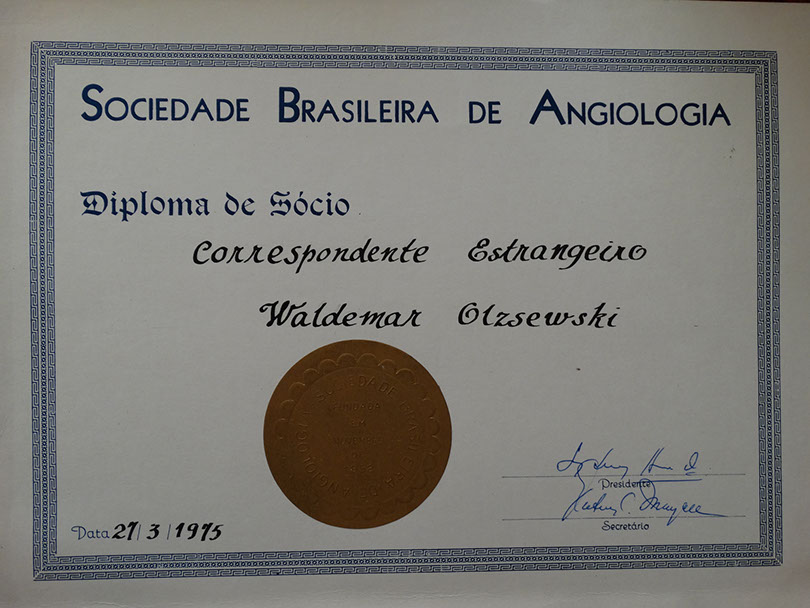 SOCIEDADE BRASILEIRA DE ANGIOLOGIA
Diploma de Sócio
Correspondente Estrangeiro
Waldemar Olzsewski
Presidente
Secretário
Data 27/3/1975